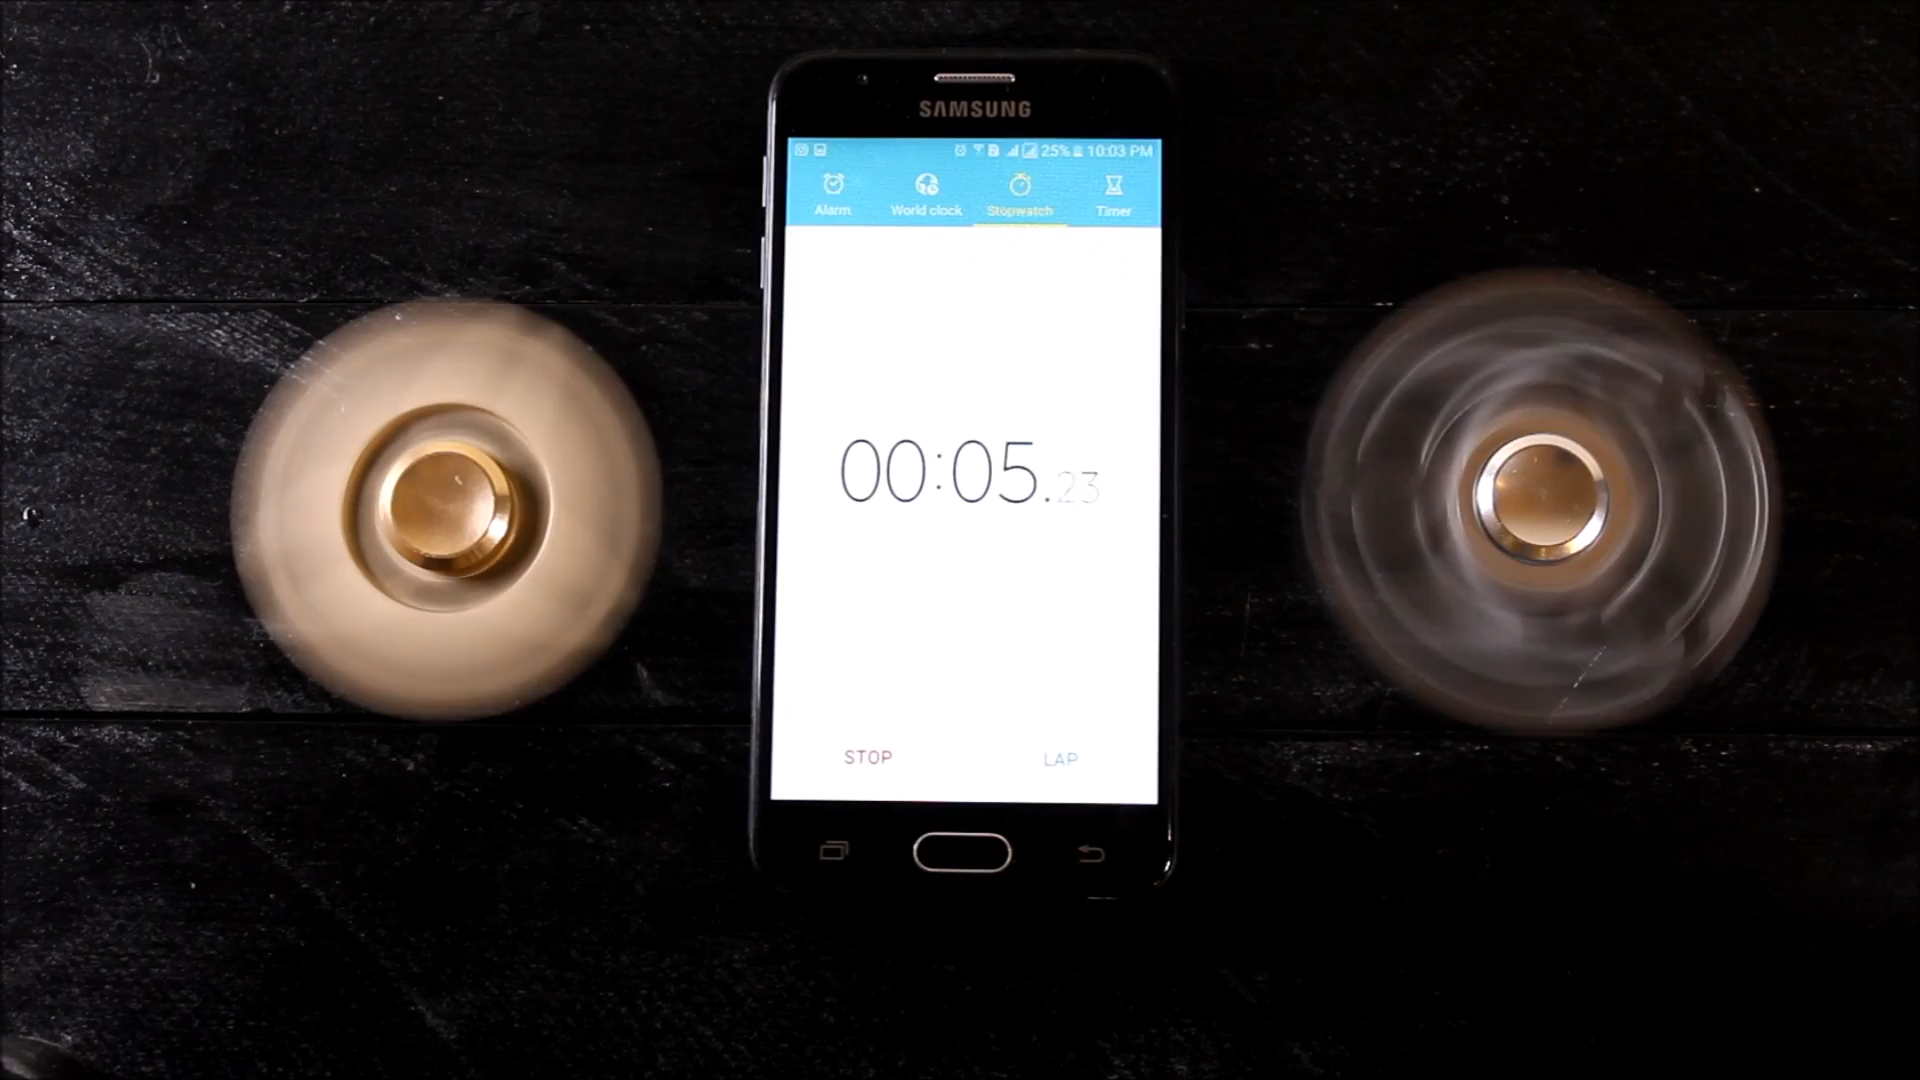 SAMSUNG
25% 10:03 PM
Alarm World clock Stopwatch Timer
00:05.23
STOP LAP